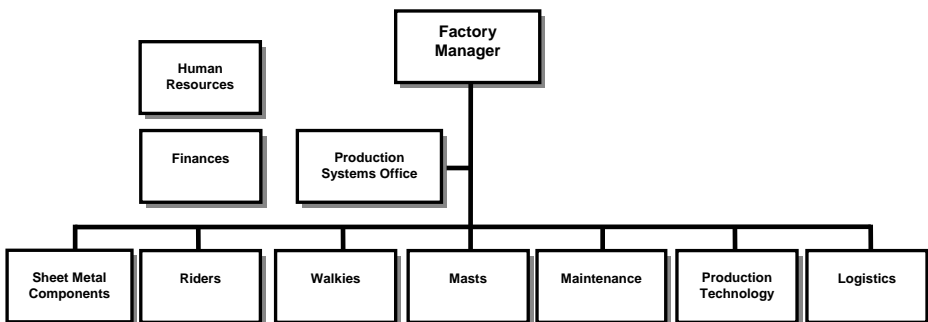 Factory
Manager
Human
Resources
Finances
Production
Systems Office
Sheet Metal
Components
Riders
Walkies
Masts
Maintenance
Production
Technology
Logistics